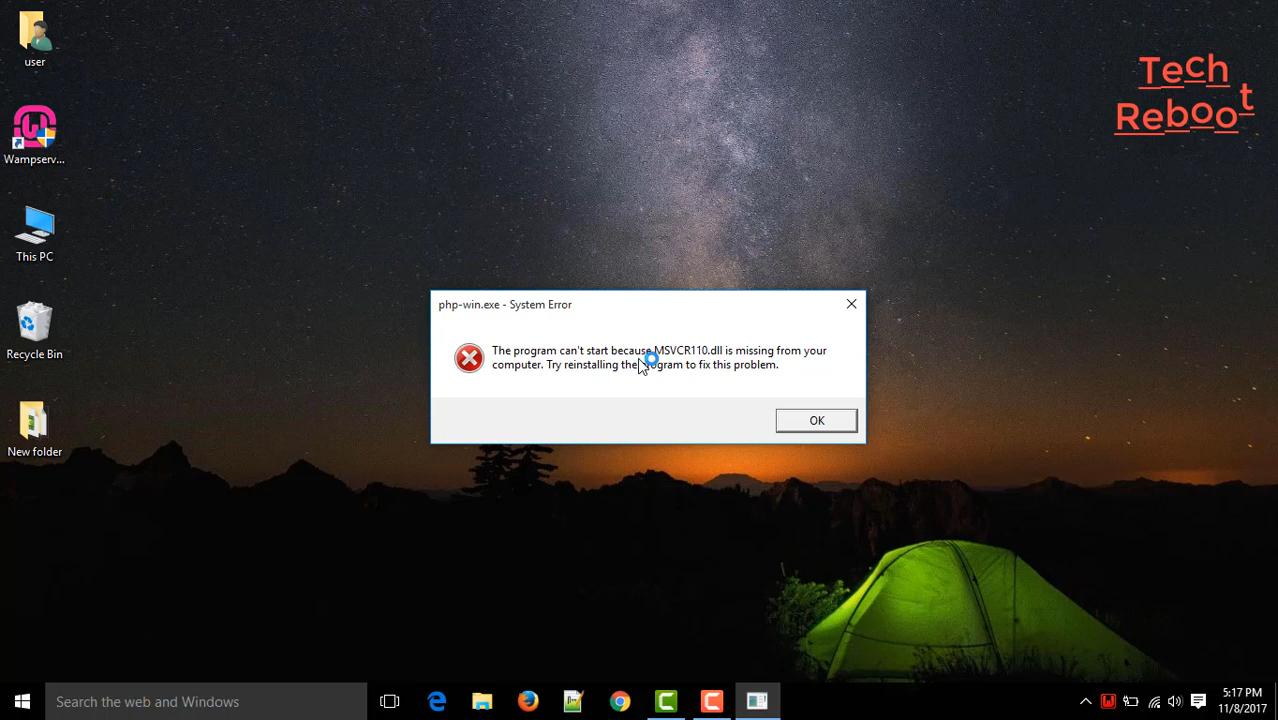 user
Wampserv...
This PC
Recycle Bin
New folder
Tech
Reboot
php-win.exe - System Error
The program can't start because MSVCR110.dll is missing from your
computer. Try reinstalling the program to fix this problem.
OK
Search the web and Windows
5:17 PM
11/8/2017